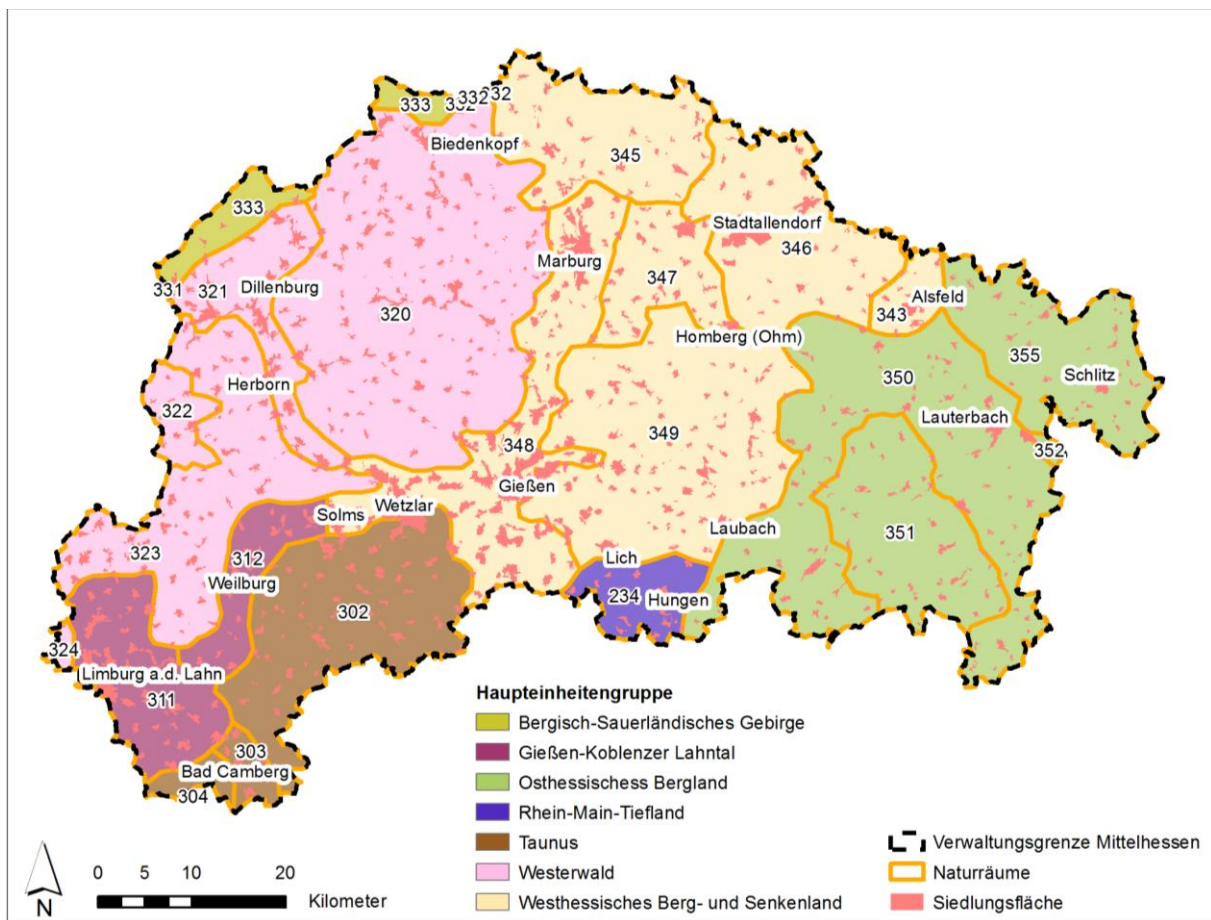 333
332
332
332
Biedenkopf
345
333
Stadtallendorf
346
Marburg
347
331
321
Dillenburg
320
Alsfeld
343
Homberg (Ohm)
355
350
Schlitz
Herborn
322
Lauterbach
349
348
352
Gießen
Wetzlar
Solms
Laubach
351
323
312
Lich
Weilburg
234
Hungen
302
324
Limburg a.d. Lahn
311
303
Bad Camberg
304
Haupteinheitengruppe
Bergisch-Sauerländisches Gebirge
Gießen-Koblenzer Lahntal
Osthessischess Bergland
Rhein-Main-Tiefland
Taunus
Westerwald
Westhessisches Berg- und Senkenland
Verwaltungsgrenze Mittelhessen
Naturräume
Siedlungsfläche
0 5 10 20
Kilometer
N